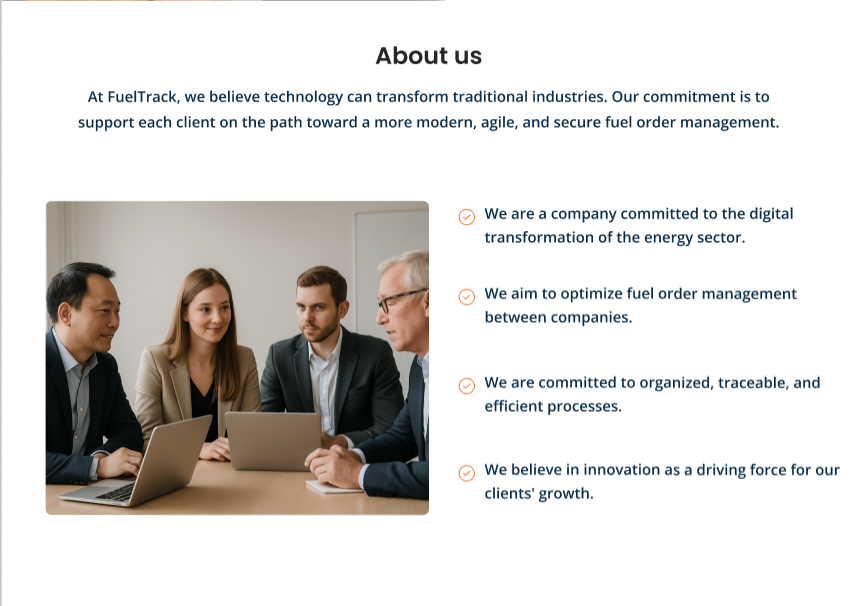 About us
At FuelTrack, we believe technology can transform traditional industries. Our commitment is to
support each client on the path toward a more modern, agile, and secure fuel order management.
We are a company committed to the digital
transformation of the energy sector.
We aim to optimize fuel order management
between companies.
We are committed to organized, traceable, and
efficient processes.
We believe in innovation as a driving force for our
clients' growth.